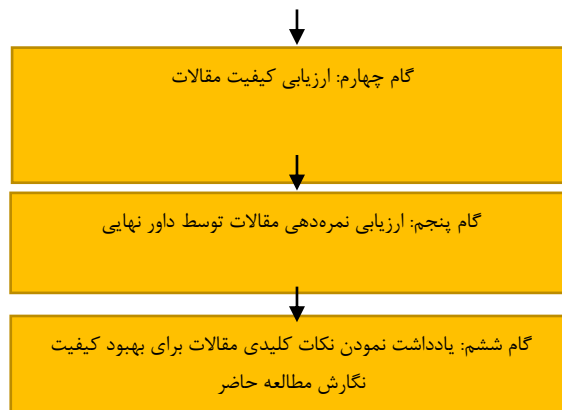 گام چهارم: ارزیابی کیفیت مقالات
گام پنجم: ارزیابی نمره‌دهی مقالات توسط داور نهایی
گام ششم: یادداشت نمودن نکات کلیدی مقالات برای بهبود کیفیت
نگارش مطالعه حاضر